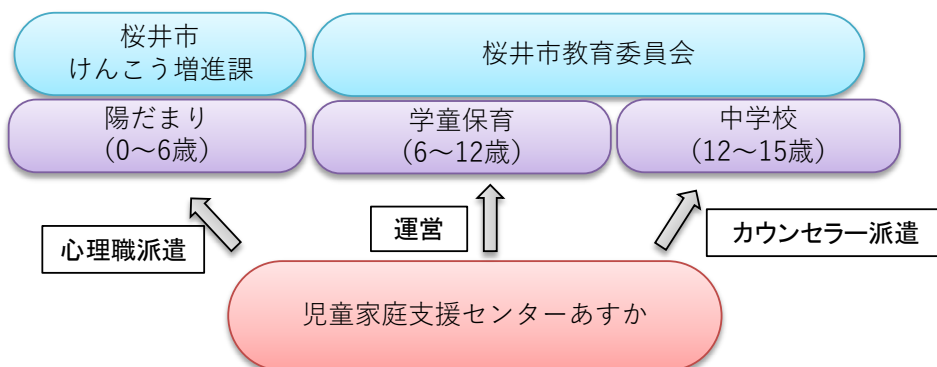 桜井市
けんこう増進課
桜井市教育委員会
陽だまり
(0～6歳)
学童保育
(6～12歳)
中学校
(12～15歳)
心理職派遣
運営
カウンセラー派遣
児童家庭支援センターあすか